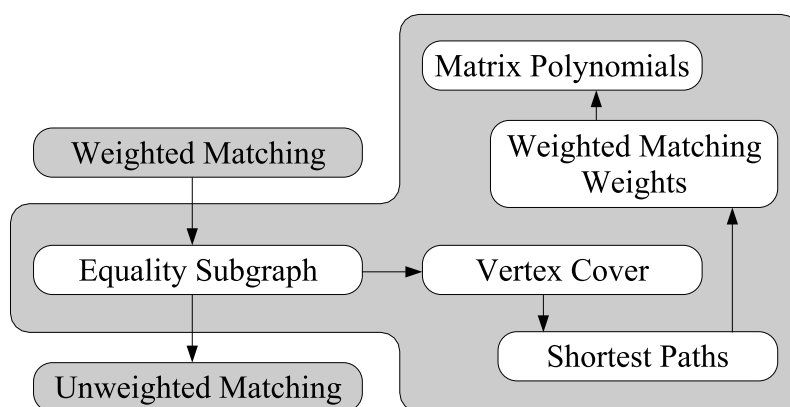 Matrix Polynomials
Weighted Matching
Weighted Matching
Weights
Equality Subgraph
Vertex Cover
Shortest Paths
Unweighted Matching